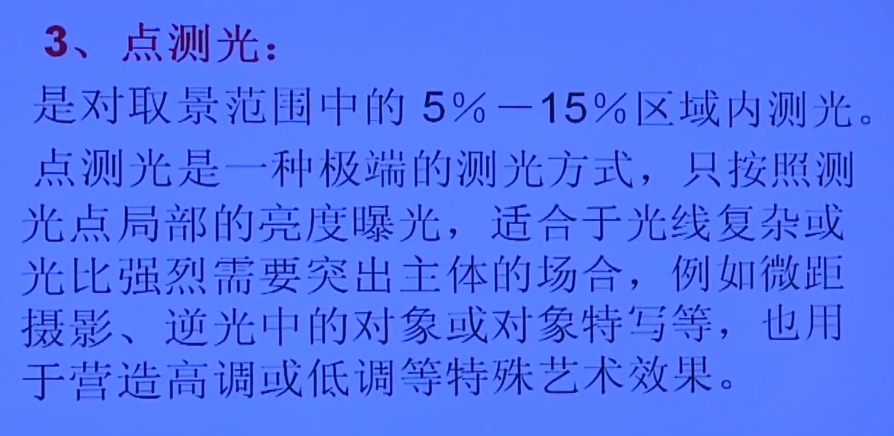 3、点测光：
是对取景范围中的 5%－15%区域内测光。
点测光是一种极端的测光方式，只按照测
光点局部的亮度曝光，适合于光线复杂或
光比强烈需要突出主体的场合，例如微距
摄影、逆光中的对象或对象特写等，也用
于营造高调或低调等特殊艺术效果。